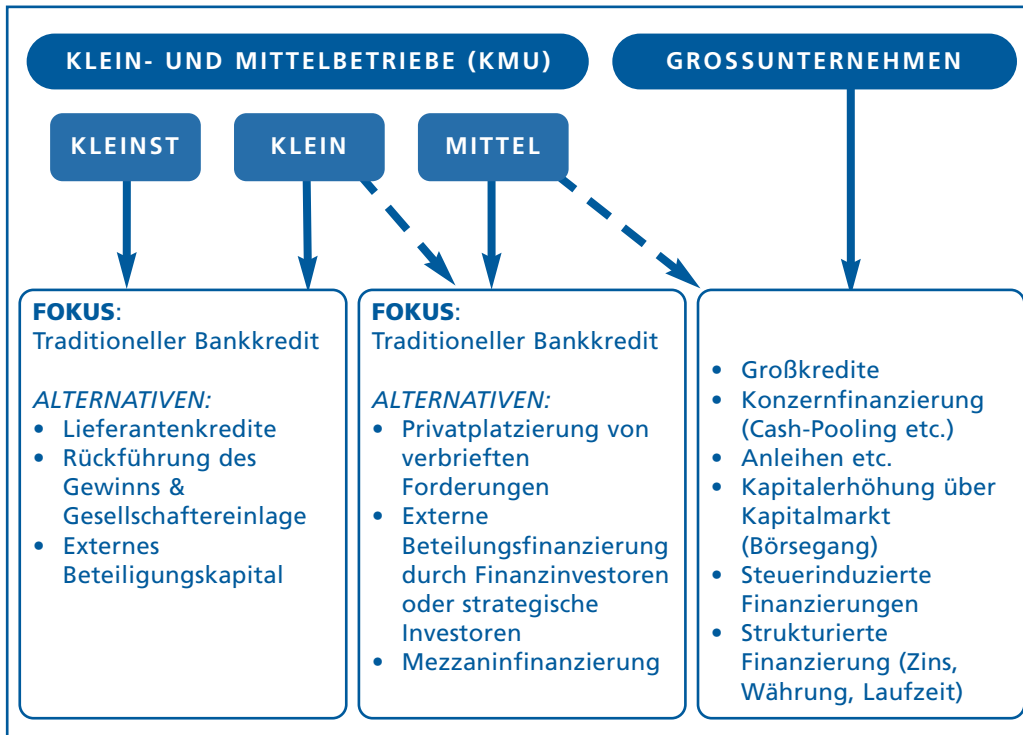 KLEIN- UND MITTELBETRIEBE (KMU)
GROSSUNTERNEHMEN
KLEINST
KLEIN
MITTEL
FOKUS:
Traditioneller Bankkredit
ALTERNATIVEN:
• Lieferantenkredite
• Rückführung des
Gewinns &
Gesellschaftereinlage
• Externes
Beteiligungskapital
FOKUS:
Traditioneller Bankkredit
ALTERNATIVEN:
• Privatplatzierung von
verbrieften
Forderungen
• Externe
Beteilungsfinanzierung
durch Finanzinvestoren
oder strategische
Investoren
• Mezzaninfinanzierung
• Großkredite
• Konzernfinanzierung
(Cash-Pooling etc.)
• Anleihen etc.
• Kapitalerhöhung über
Kapitalmarkt
(Börsegang)
• Steuerinduzierte
Finanzierungen
• Strukturierte
Finanzierung (Zins,
Währung, Laufzeit)